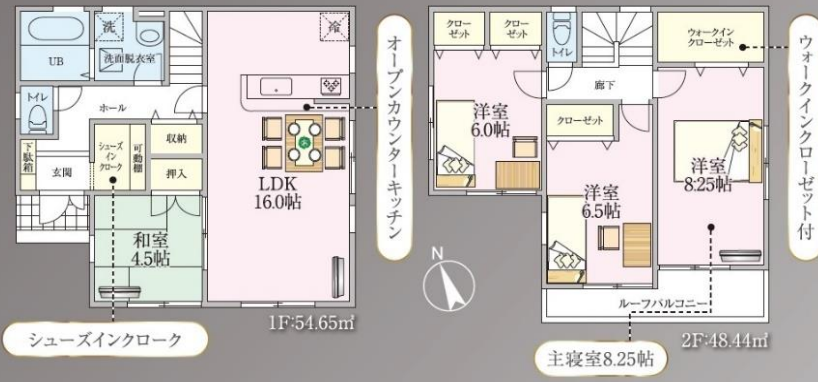 UB
洗
洗面脱衣室
冷
トイレ
ホール
下駄箱
玄関
シューズ
イン
クローク
可動棚
収納
押入
LDK
16.0帖
和室
4.5帖
1F:54.65㎡
シューズインクローク
オープンカウンターキッチン
クロー
ゼット
クロー
ゼット
トイレ
ウォークイン
クローゼット
廊下
洋室
6.0帖
クローゼット
洋室
6.5帖
洋室
8.25帖
N
ルーフバルコニー
主寝室8.25帖
2F:48.44㎡
ウォークインクローゼット付